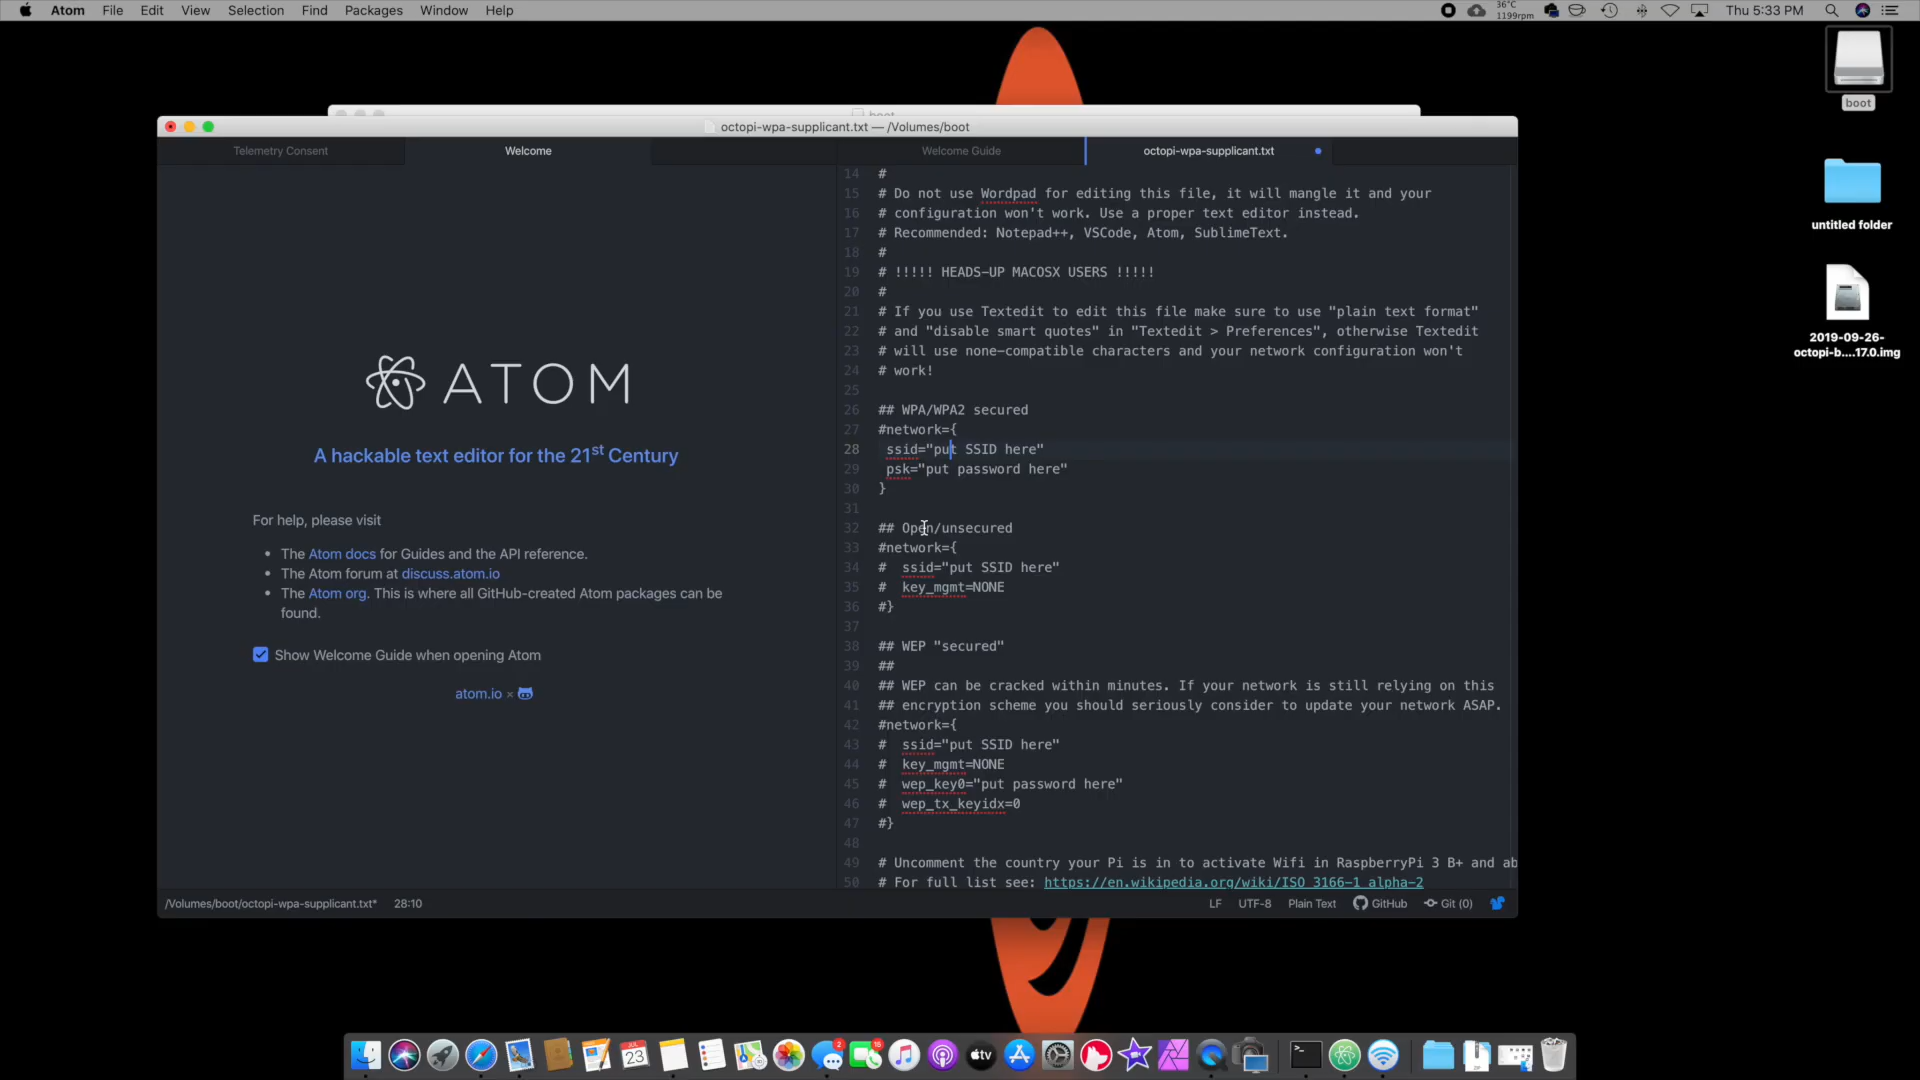 Atom File Edit View Selection Find Packages Window Help
36°C
1199rpm
Thu 5:33 PM
boot
boot
octopi-wpa-supplicant.txt — /Volumes/boot
Telemetry Consent
Welcome
Welcome Guide
octopi-wpa-supplicant.txt
ATOM
A hackable text editor for the 21st Century
For help, please visit
• The Atom docs for Guides and the API reference.
• The Atom forum at discuss.atom.io
• The Atom org. This is where all GitHub-created Atom packages can be
found.
Show Welcome Guide when opening Atom
atom.io ×
14 #
15 # Do not use Wordpad for editing this file, it will mangle it and your
16 # configuration won't work. Use a proper text editor instead.
17 # Recommended: Notepad++, VSCode, Atom, SublimeText.
18 #
19 # !!!!! HEADS-UP MACOSX USERS !!!!!
20 #
21 # If you use Textedit to edit this file make sure to use "plain text format"
22 # and "disable smart quotes" in "Textedit > Preferences", otherwise Textedit
23 # will use none-compatible characters and your network configuration won't
24 # work!
25
26 ## WPA/WPA2 secured
27 #network={
28 ssid="put SSID here"
29 psk="put password here"
30 }
31
32 ## Open/unsecured
33 #network={
34 #  ssid="put SSID here"
35 #  key_mgmt=NONE
36 #}
37
38 ## WEP "secured"
39 ##
40 ## WEP can be cracked within minutes. If your network is still relying on this
41 ## encryption scheme you should seriously consider to update your network ASAP.
42 #network={
43 #  ssid="put SSID here"
44 #  key_mgmt=NONE
45 #  wep_key0="put password here"
46 #  wep_tx_keyidx=0
47 #}
48
49 # Uncomment the country your Pi is in to activate Wifi in RaspberryPi 3 B+ and ab
50 # For full list see: https://en.wikipedia.org/wiki/ISO_3166-1_alpha-2
/Volumes/boot/octopi-wpa-supplicant.txt* 28:10
LF UTF-8 Plain Text GitHub Git (0)
untitled folder
2019-09-26-
octopi-b....17.0.img
JUL
23
2
18
tv
ZIP